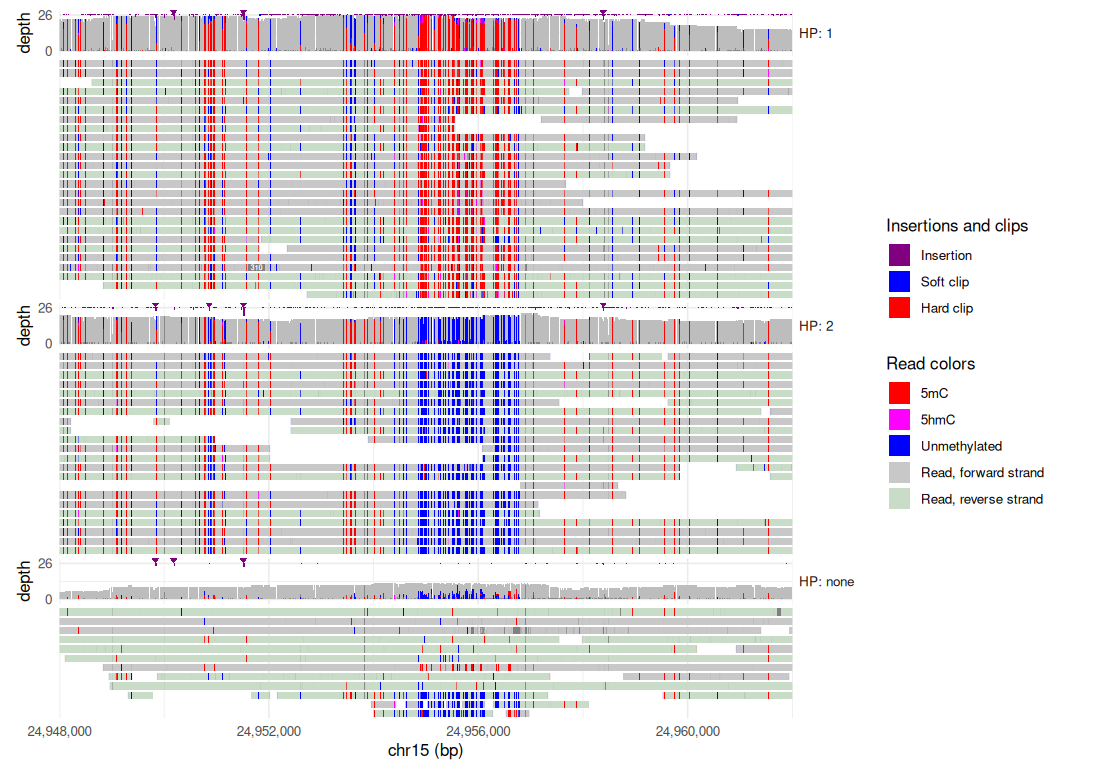 26
depth
0
HP: 1
310
26
depth
0
HP: 2
26
depth
0
HP: none
24,948,000
24,952,000
24,956,000
24,960,000
chr15 (bp)
Insertions and clips
Insertion
Soft clip
Hard clip
Read colors
5mC
5hmC
Unmethylated
Read, forward strand
Read, reverse strand